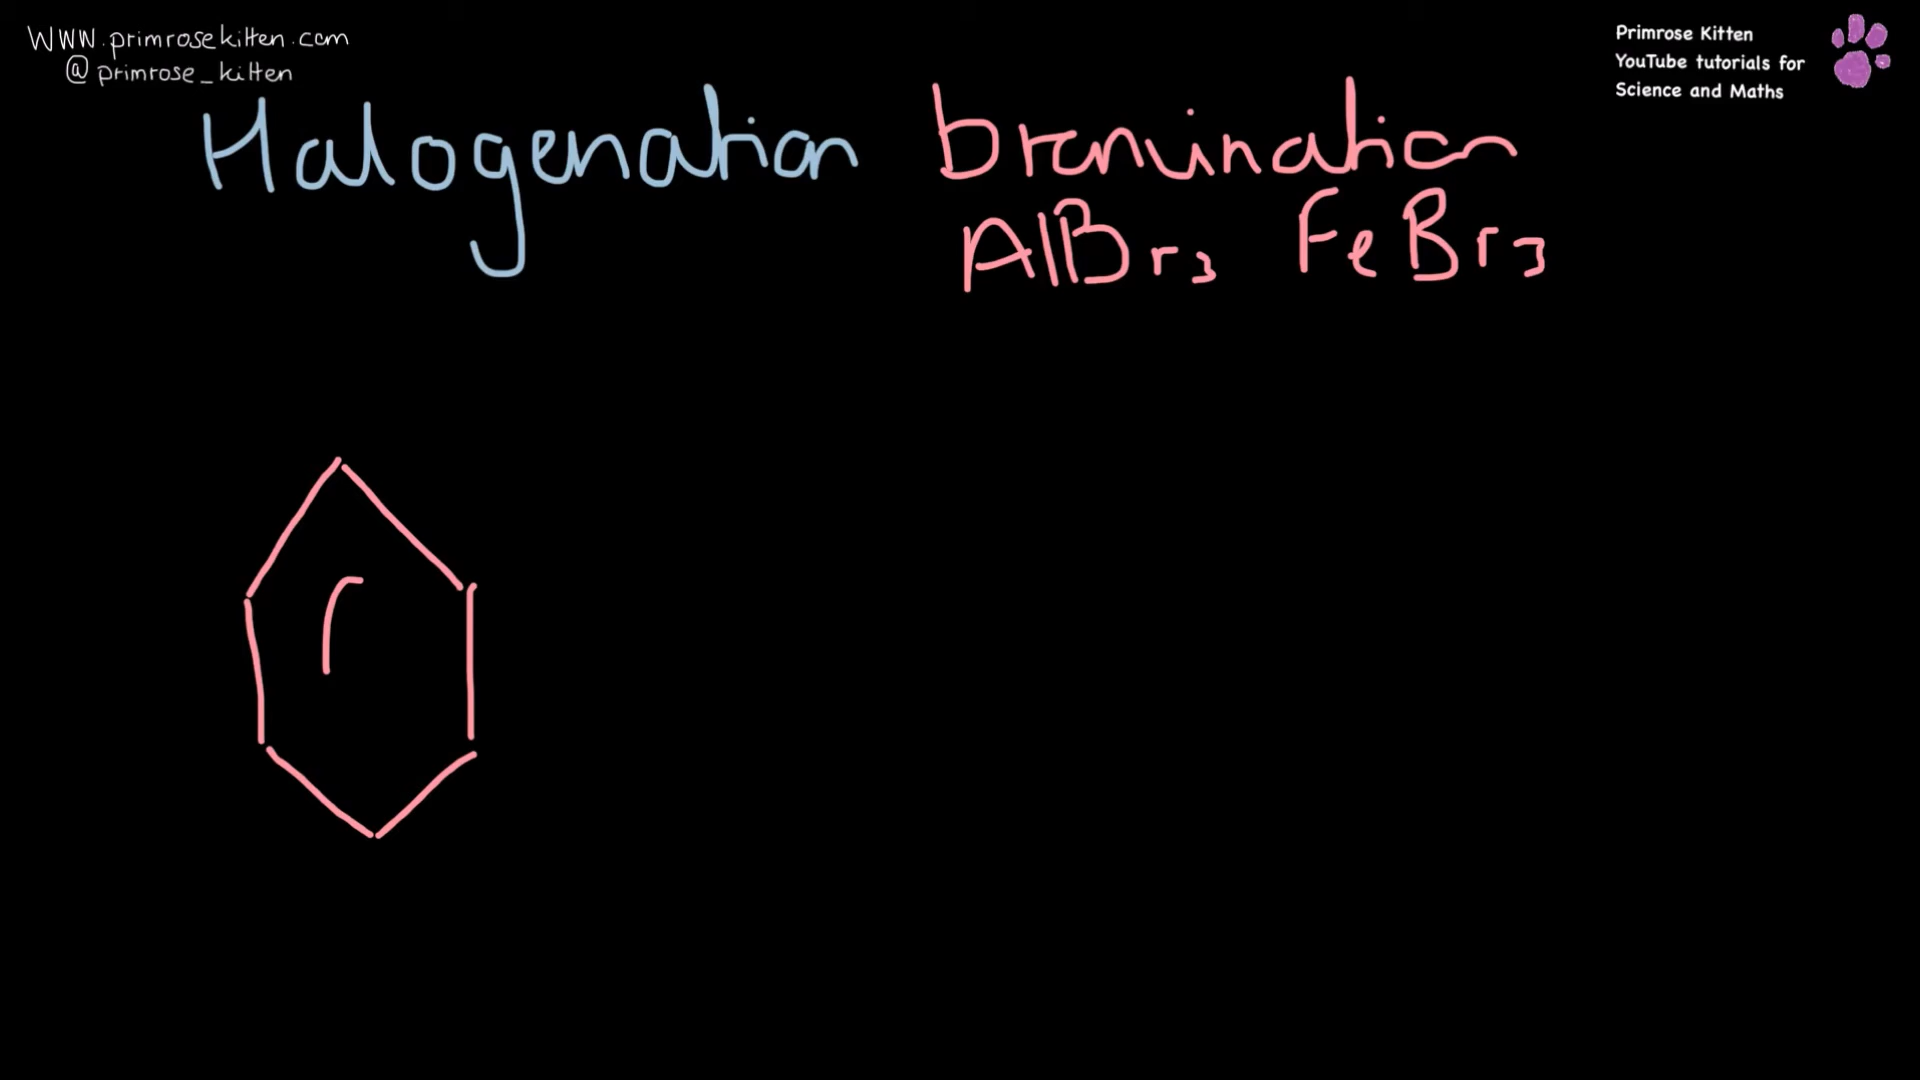 www.primrosekitten.com
@primrose_kitten
Primrose Kitten
YouTube tutorials for
Science and Maths
Halogenation bromination
AlBr3 FeBr3